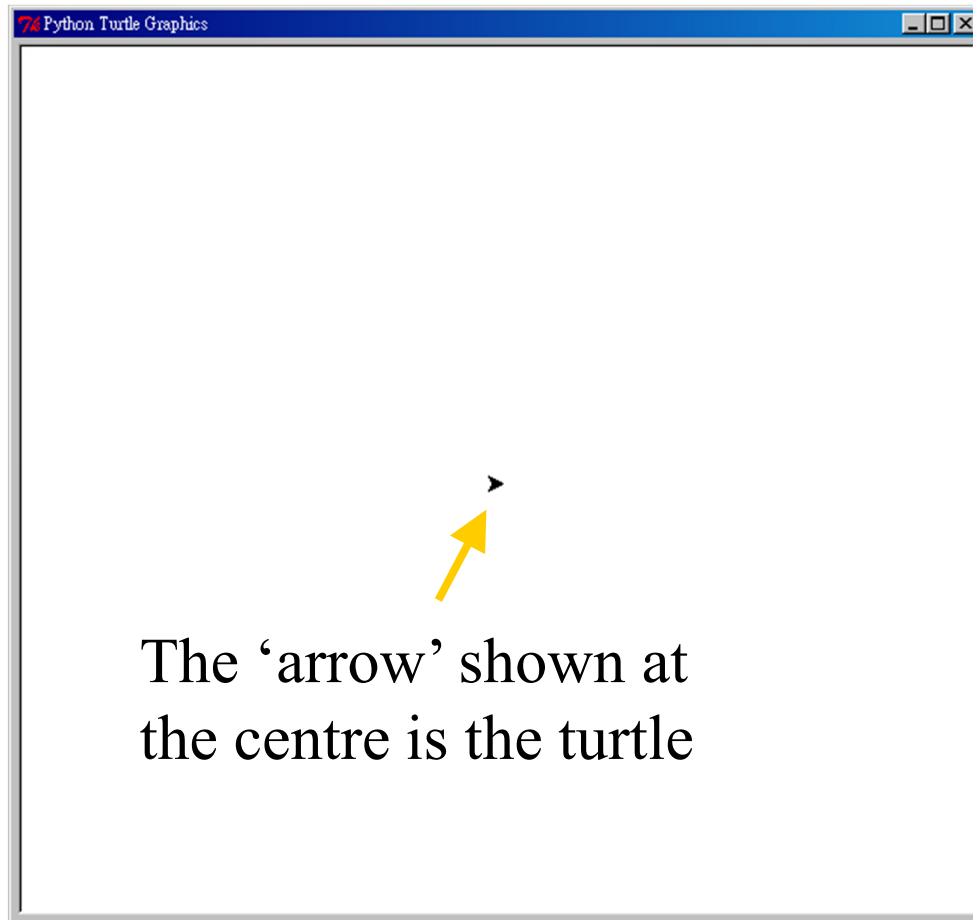 Python Turtle Graphics
The ‘arrow’ shown at
the centre is the turtle